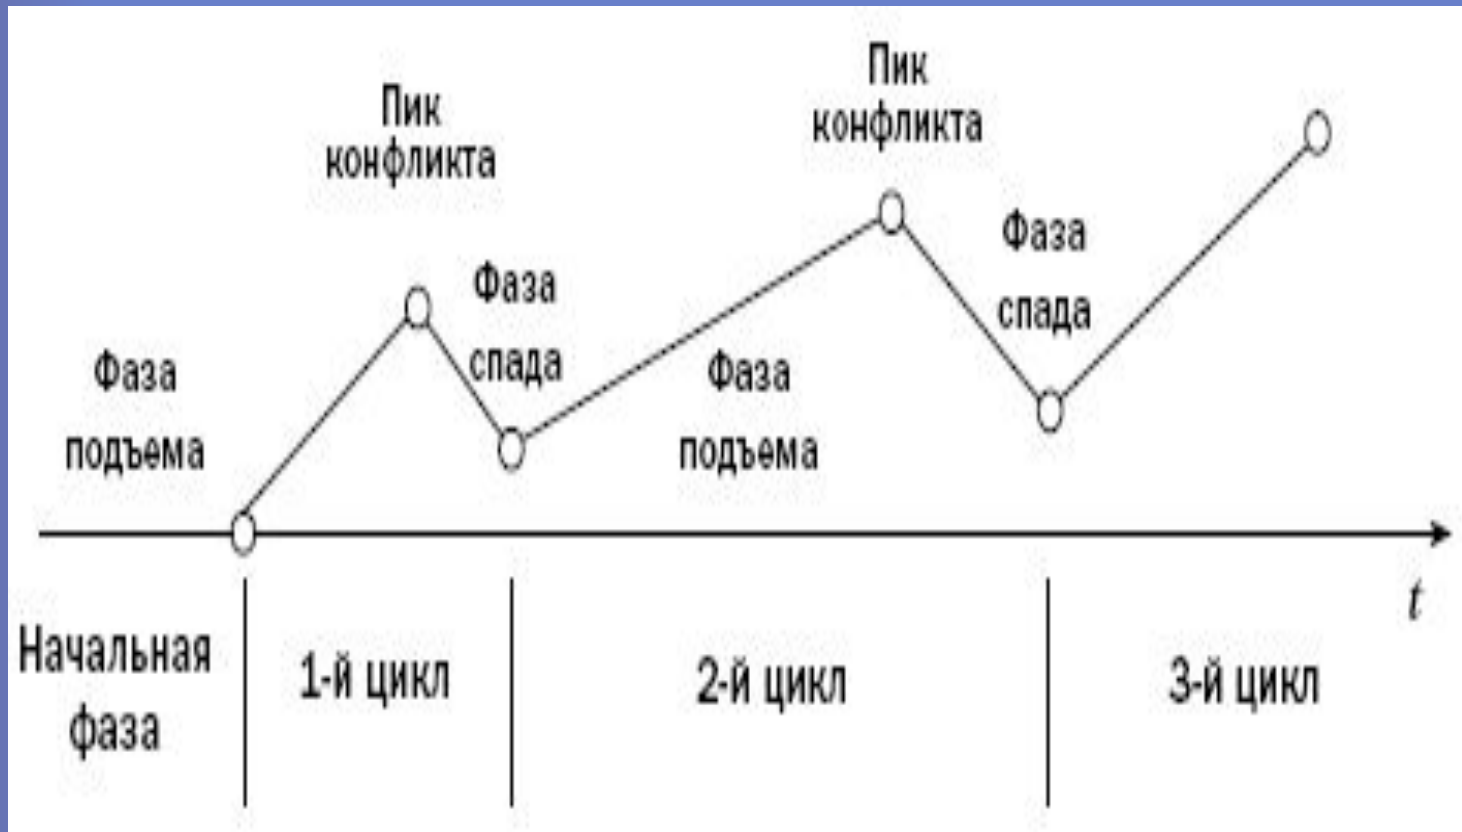 Пик
конфликта
Пик
конфликта
Фаза
спада
Фаза
спада
Фаза
подъема
Фаза
подъема
t
Начальная
фаза
1-й цикл
2-й цикл
3-й цикл